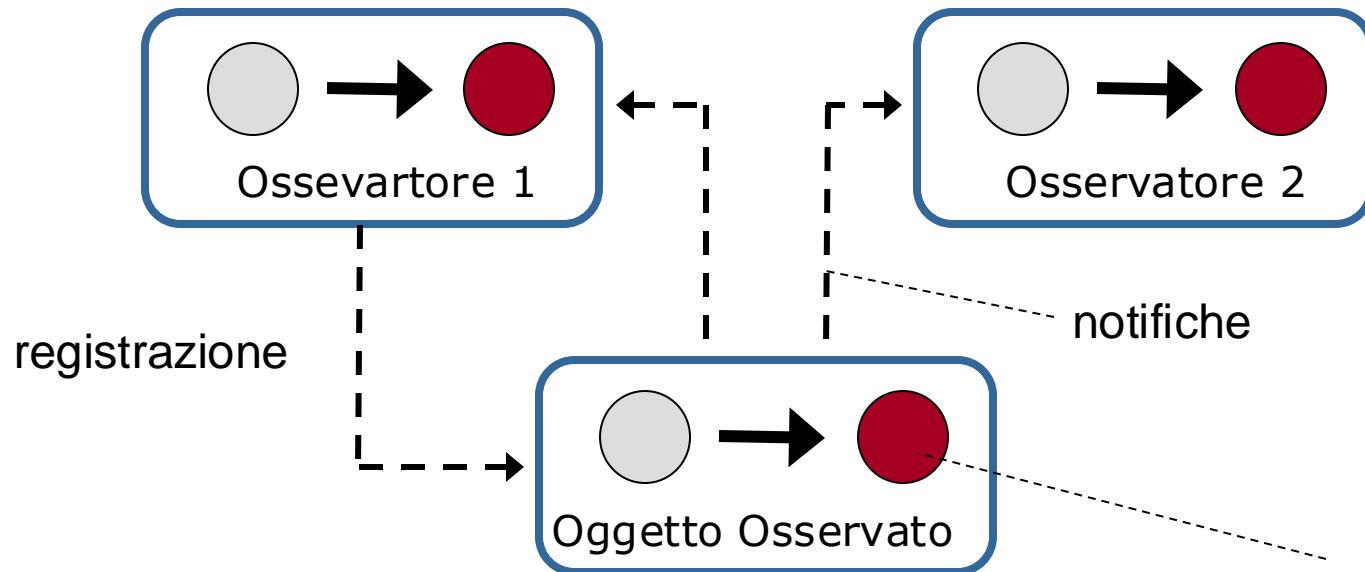 Ossevartore 1
Osservatore 2
registrazione
notifiche
Oggetto Osservato